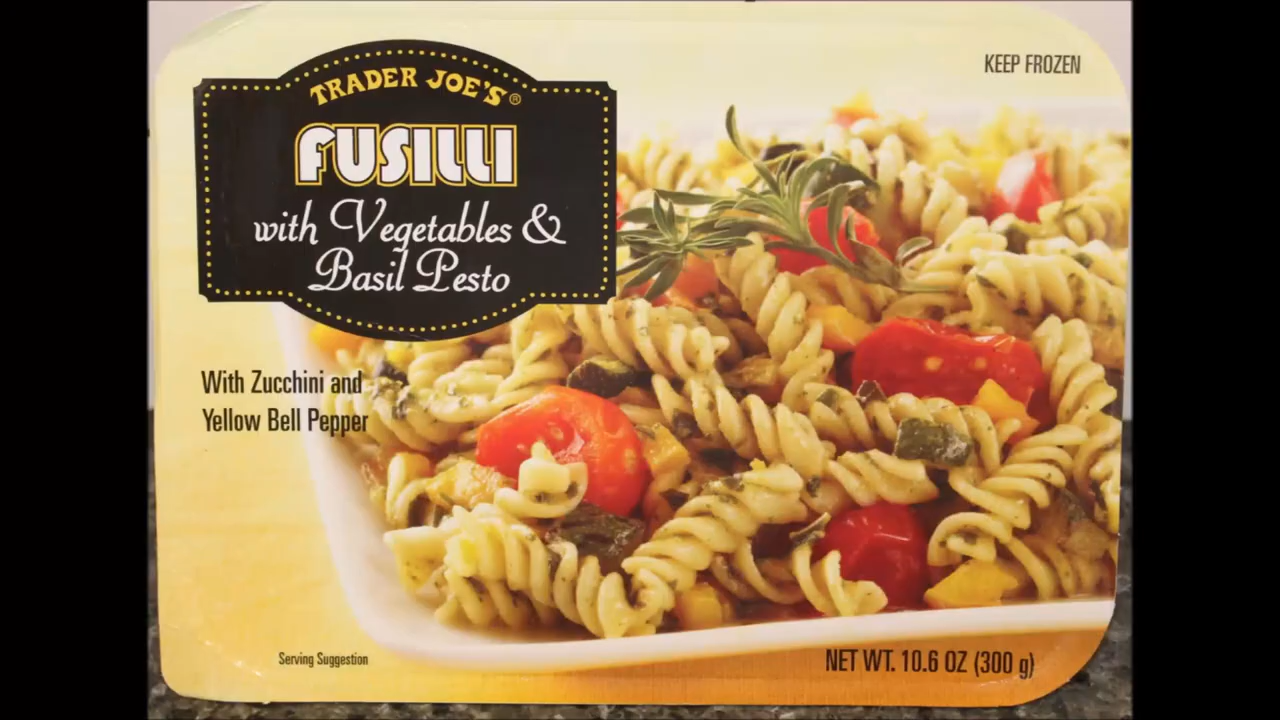 KEEP FROZEN
TRADER JOE'S®
FUSILLI
with Vegetables &
Basil Pesto
With Zucchini and
Yellow Bell Pepper
Serving Suggestion
NET WT. 10.6 OZ (300 g)